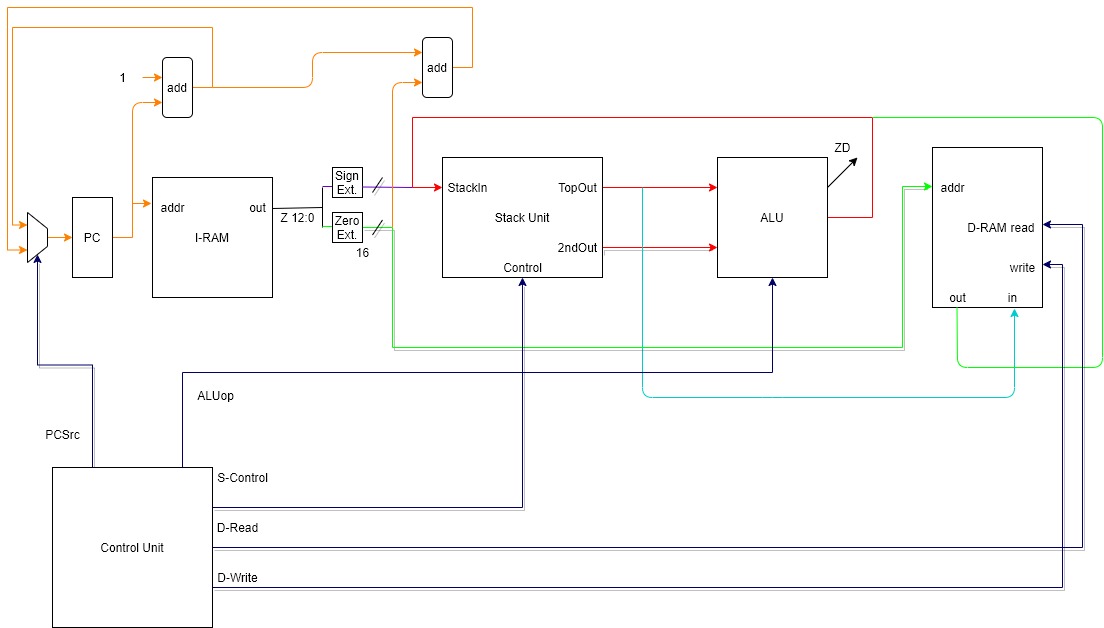 1
add
add
ZD
Sign
Ext.
StackIn
TopOut
addr
addr
out
Z 12:0
Zero
Ext.
Stack Unit
ALU
PC
I-RAM
D-RAM read
16
2ndOut
Control
write
out
in
ALUop
PCSrc
S-Control
D-Read
Control Unit
D-Write